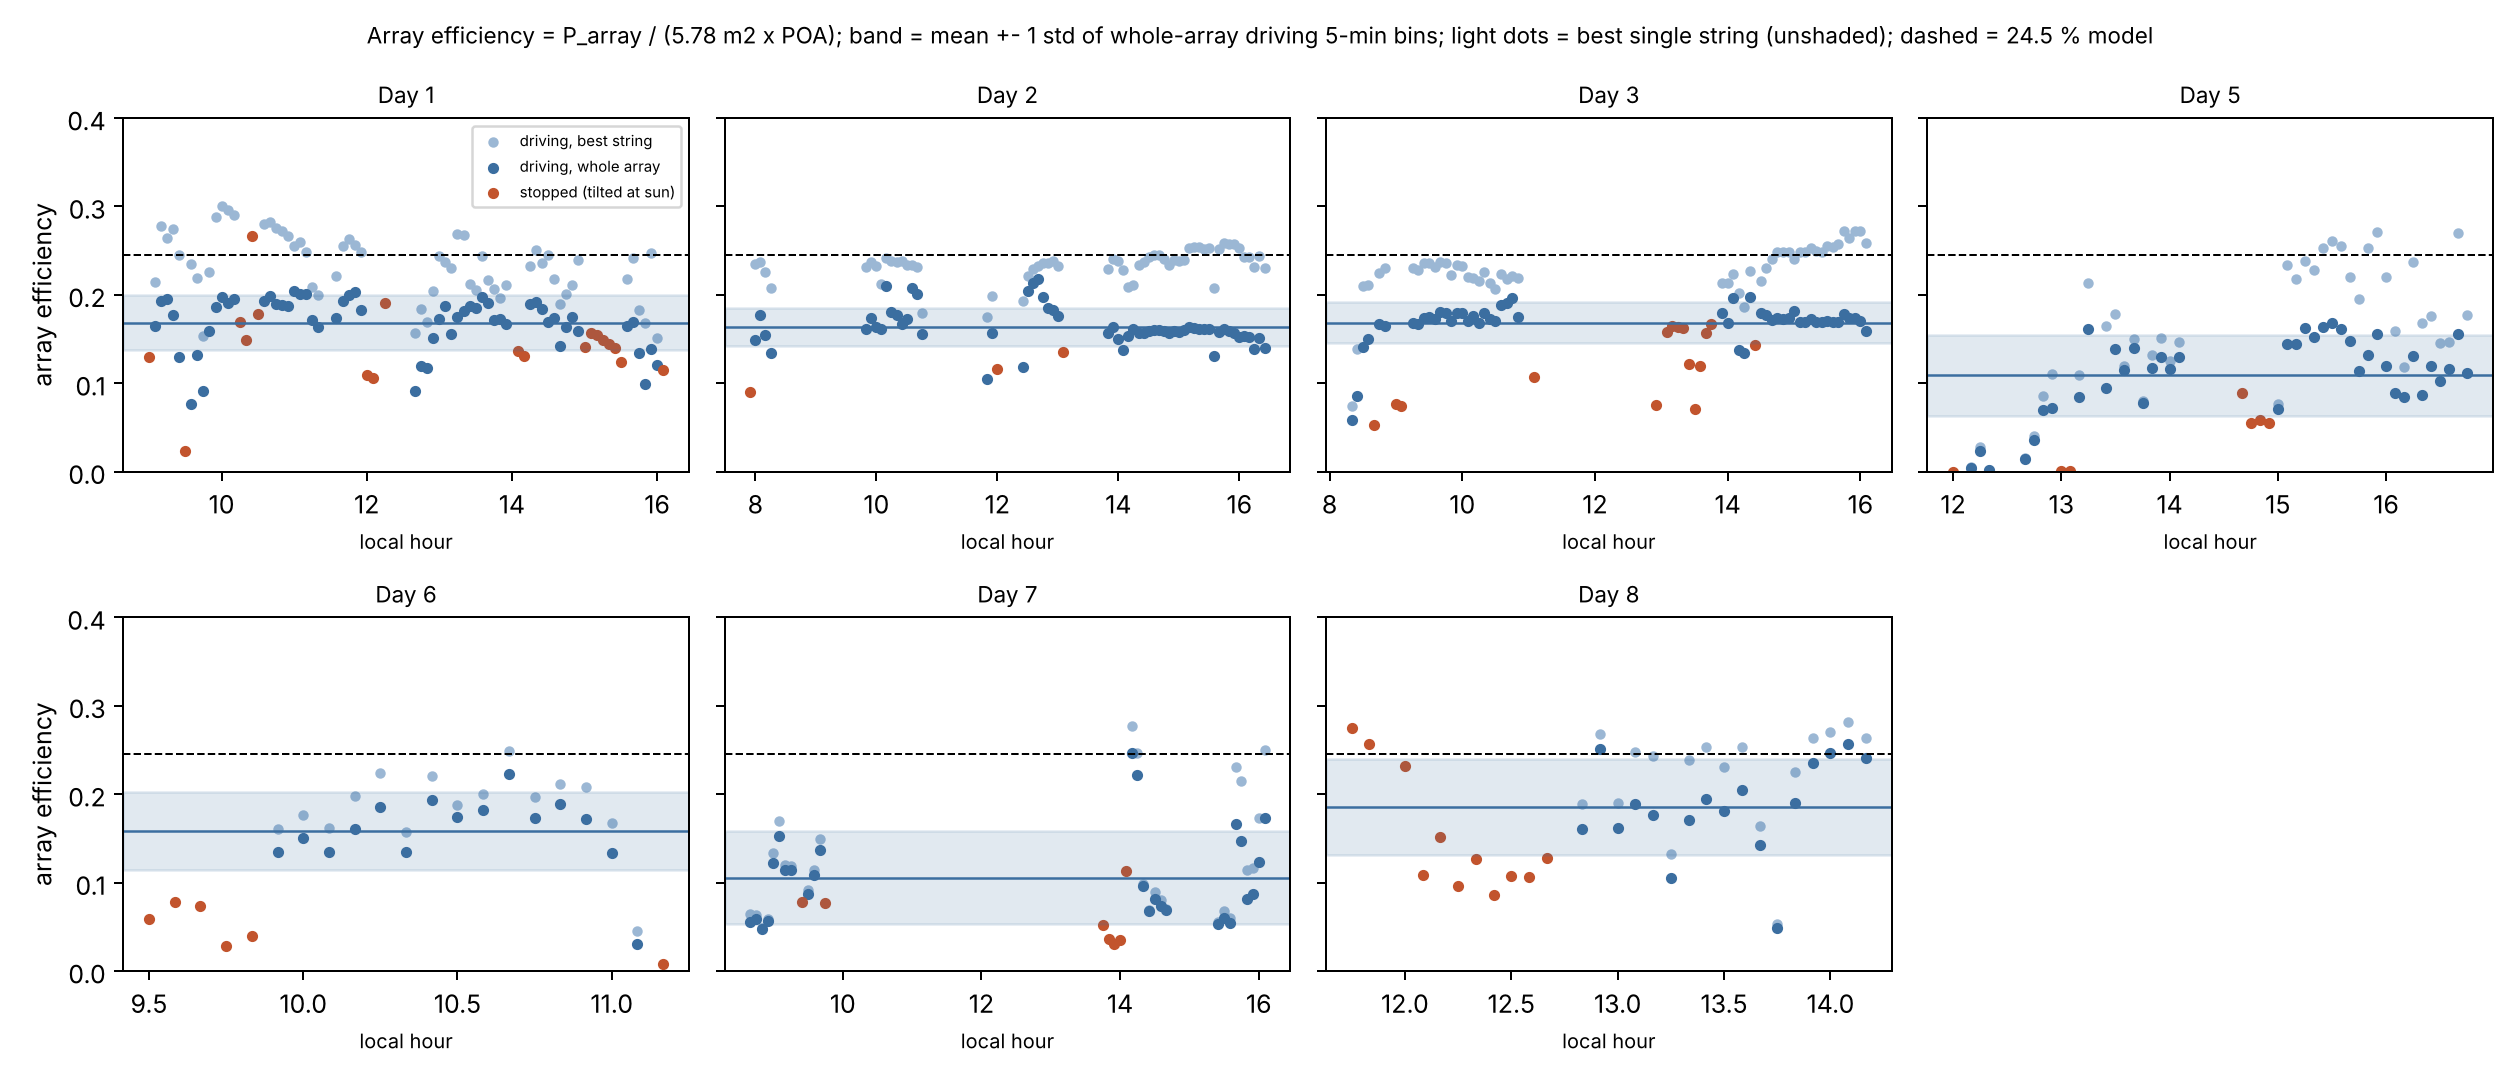 Array efficiency = P_array / (5.78 m2 x POA); band = mean +- 1 std of whole-array driving 5-min bins; light dots = best single string (unshaded); dashed = 24.5 % model
Day 1
Day 2
Day 3
Day 5
array efficiency
0.4
0.3
0.2
0.1
0.0
driving, best string
driving, whole array
stopped (tilted at sun)
10 12 14 16
8 10 12 14 16
8 10 12 14 16
12 13 14 15 16
local hour
local hour
local hour
local hour
Day 6
Day 7
Day 8
array efficiency
0.4
0.3
0.2
0.1
0.0
9.5 10.0 10.5 11.0
10 12 14 16
12.0 12.5 13.0 13.5 14.0
local hour
local hour
local hour